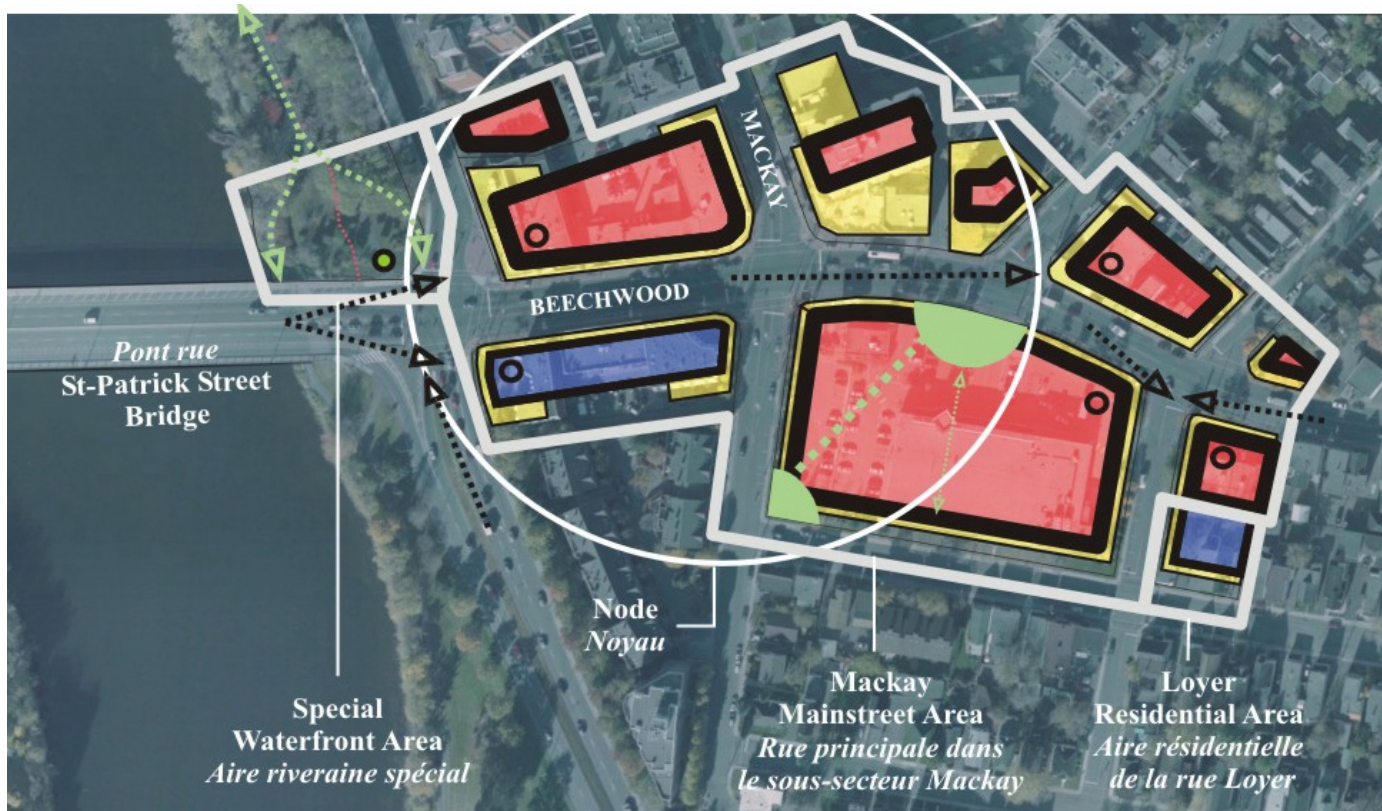 MACKAY
BEECHWOOD
Pont rue
St-Patrick Street
Bridge
Node
Noyau
Special
Waterfront Area
Aire riveraine spécial
Mackay
Mainstreet Area
Rue principale dans
le sous-secteur Mackay
Loyer
Residential Area
Aire résidentielle
de la rue Loyer